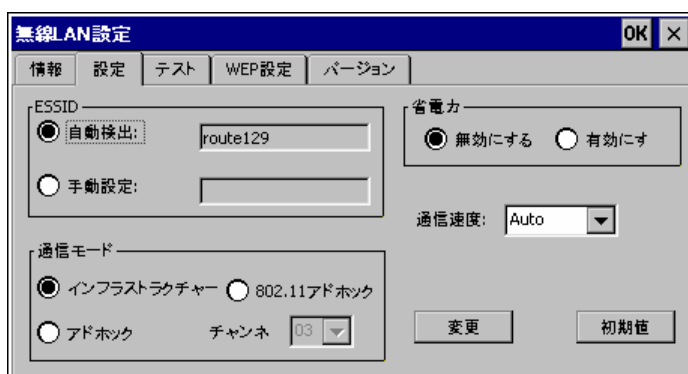 無線LAN設定 OK ×
情報 設定 テスト WEP設定 バージョン
ESSID
自動検出: route129
手動設定:
省電力
無効にする 有効にす
通信速度: Auto
通信モード
インフラストラクチャー 802.11アドホック
アドホック チャンネ 03
変更 初期値